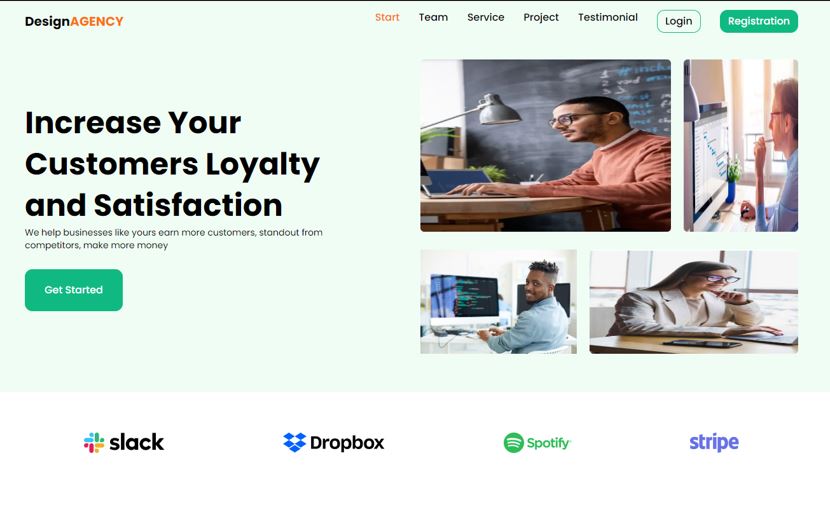 DesignAGENCY
Start
Team
Service
Project
Testimonial
Login
Registration
Increase Your
Customers Loyalty
and Satisfaction
We help businesses like yours earn more customers, standout from
competitors, make more money
Get Started
slack
Dropbox
Spotify
stripe